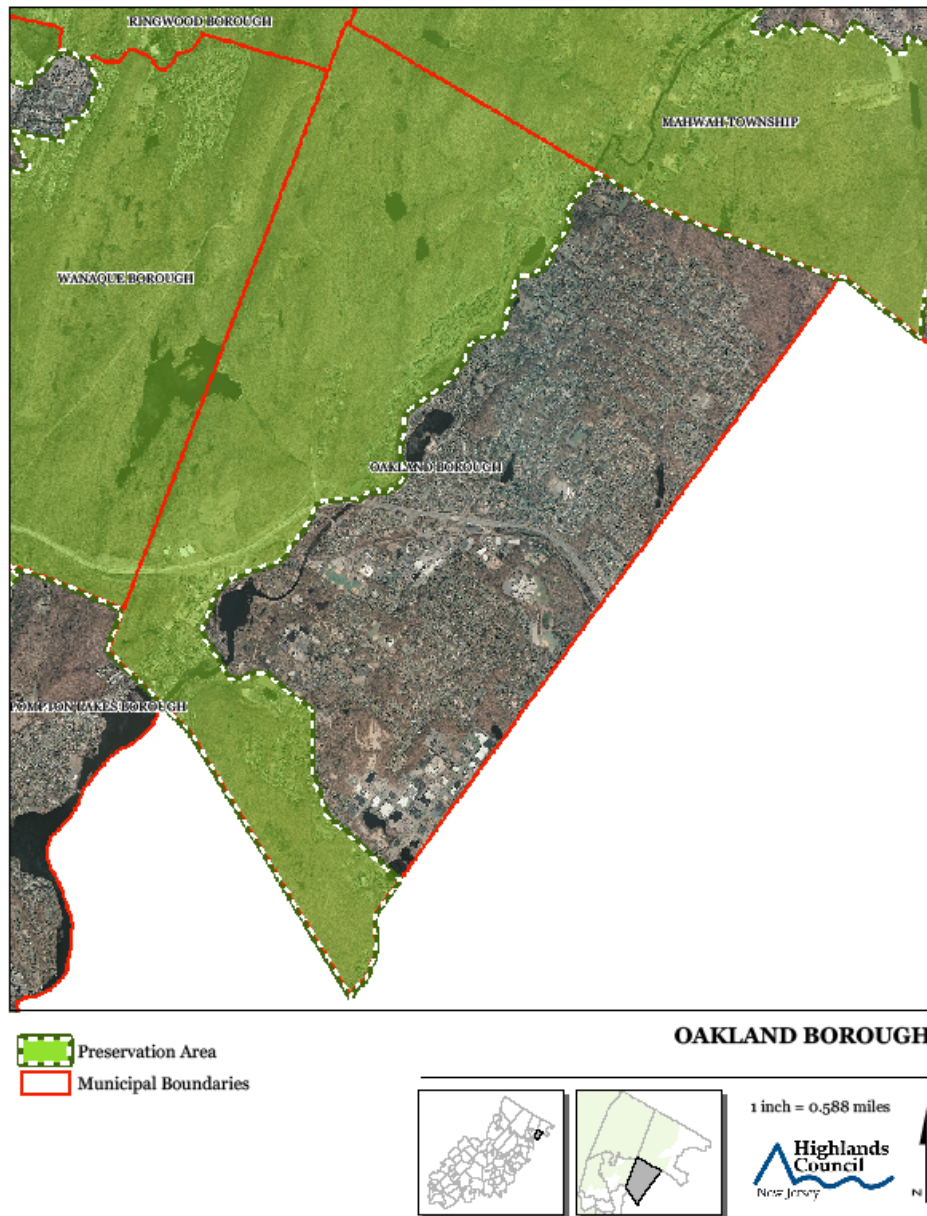 RINGWOOD BOROUGH
MAHWAH TOWNSHIP
WANAQUE BOROUGH
OAKLAND BOROUGH
POMPTON LAKES BOROUGH
OAKLAND BOROUGH
Preservation Area
Municipal Boundaries
1 inch = 0.588 miles
Highlands
Council
New Jersey
N